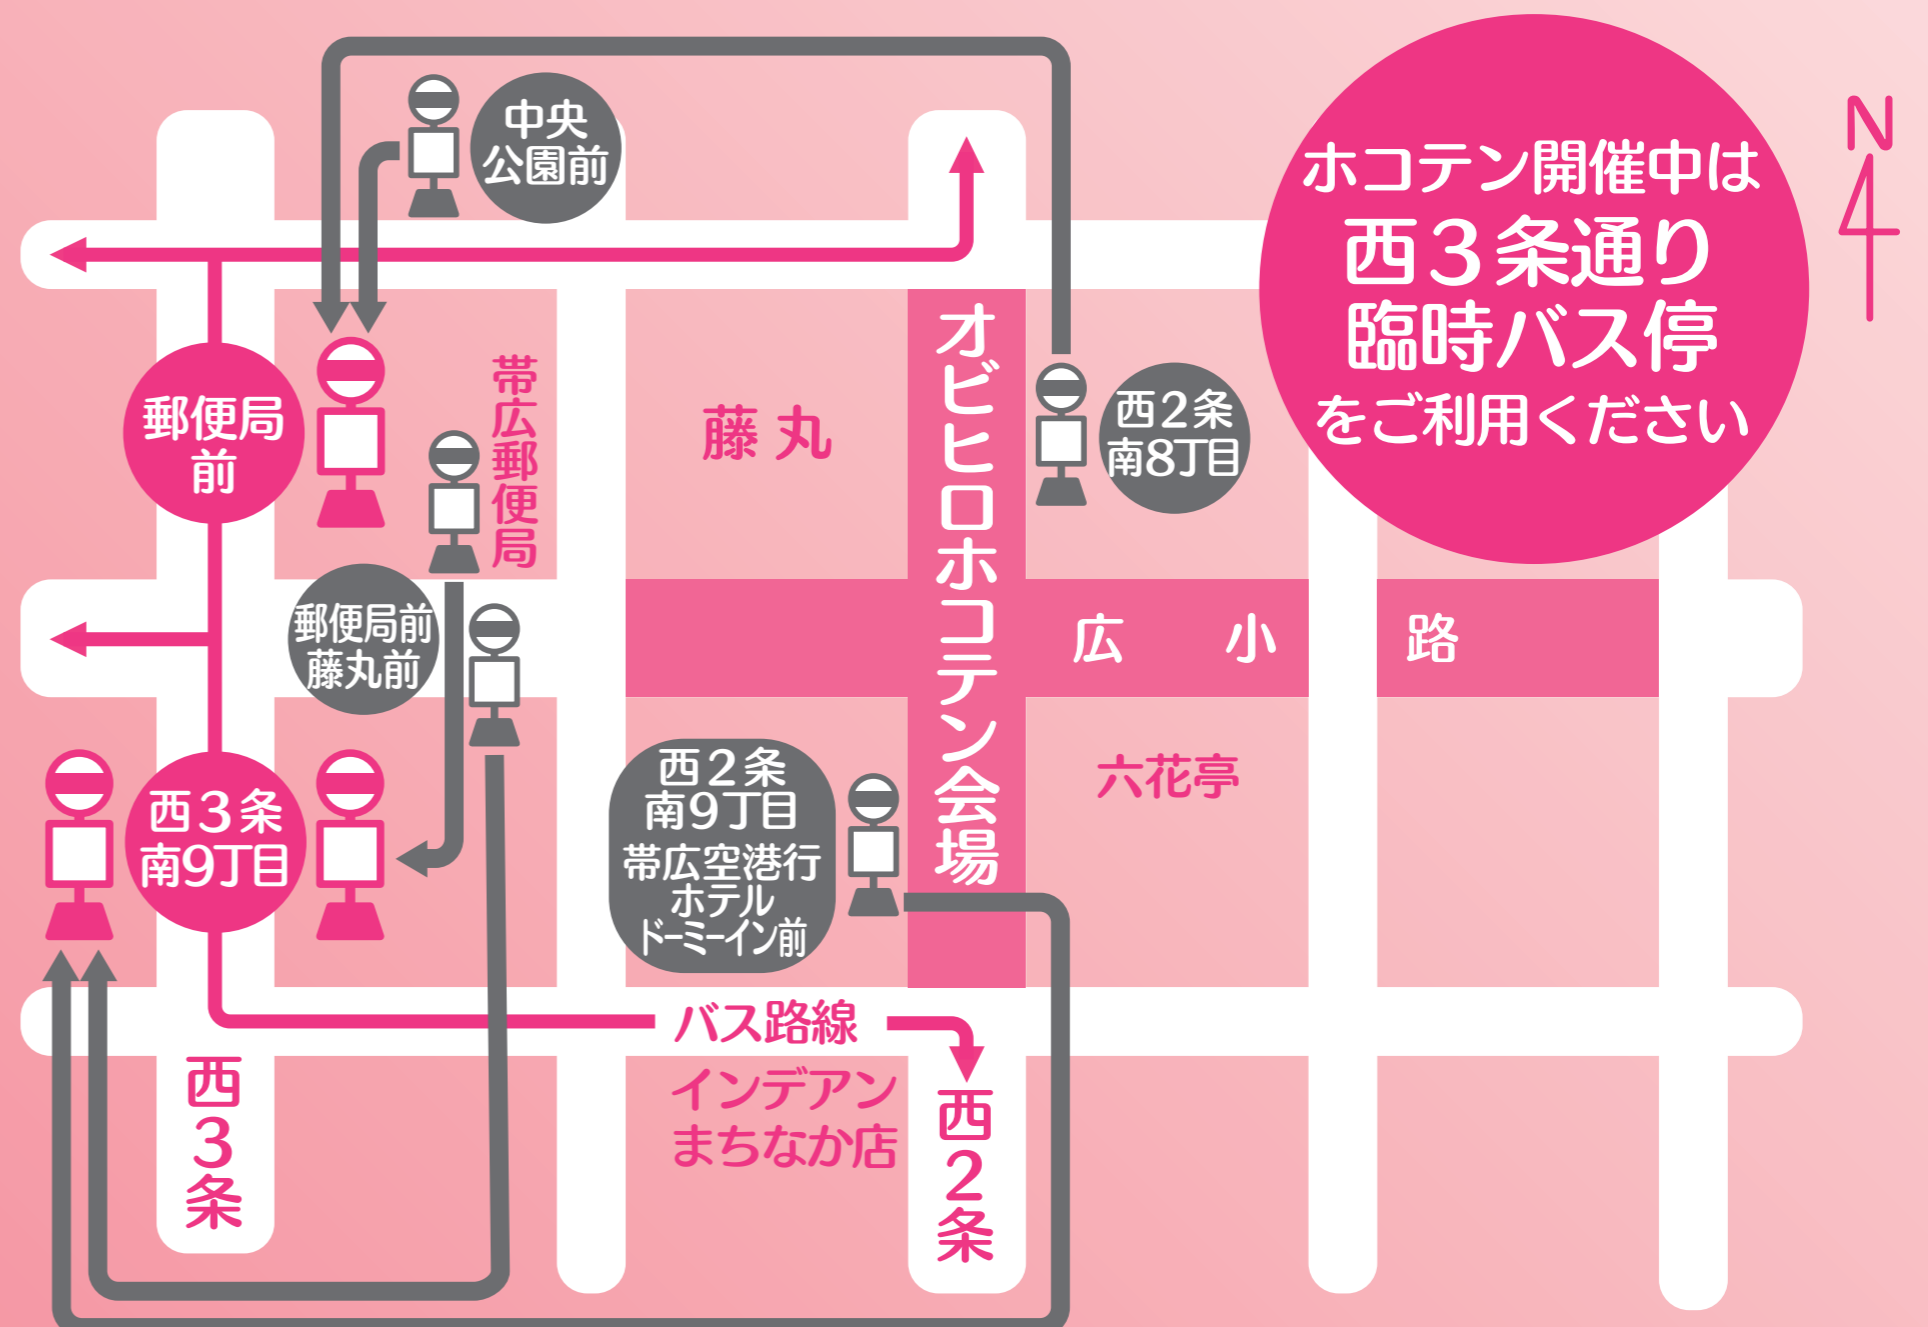 中央
公園前
ホコテン開催中は
西3条通り
臨時バス停
をご利用ください
N
郵便局
前
帯広郵便局
藤丸
オビヒロホコテン会場
西2条
南8丁目
郵便局前
藤丸前
広小路
西3条
南9丁目
西2条
南9丁目
帯広空港行
ホテル
ドーミーイン前
六花亭
バス路線
インデアン
まちなか店
西3条
西2条